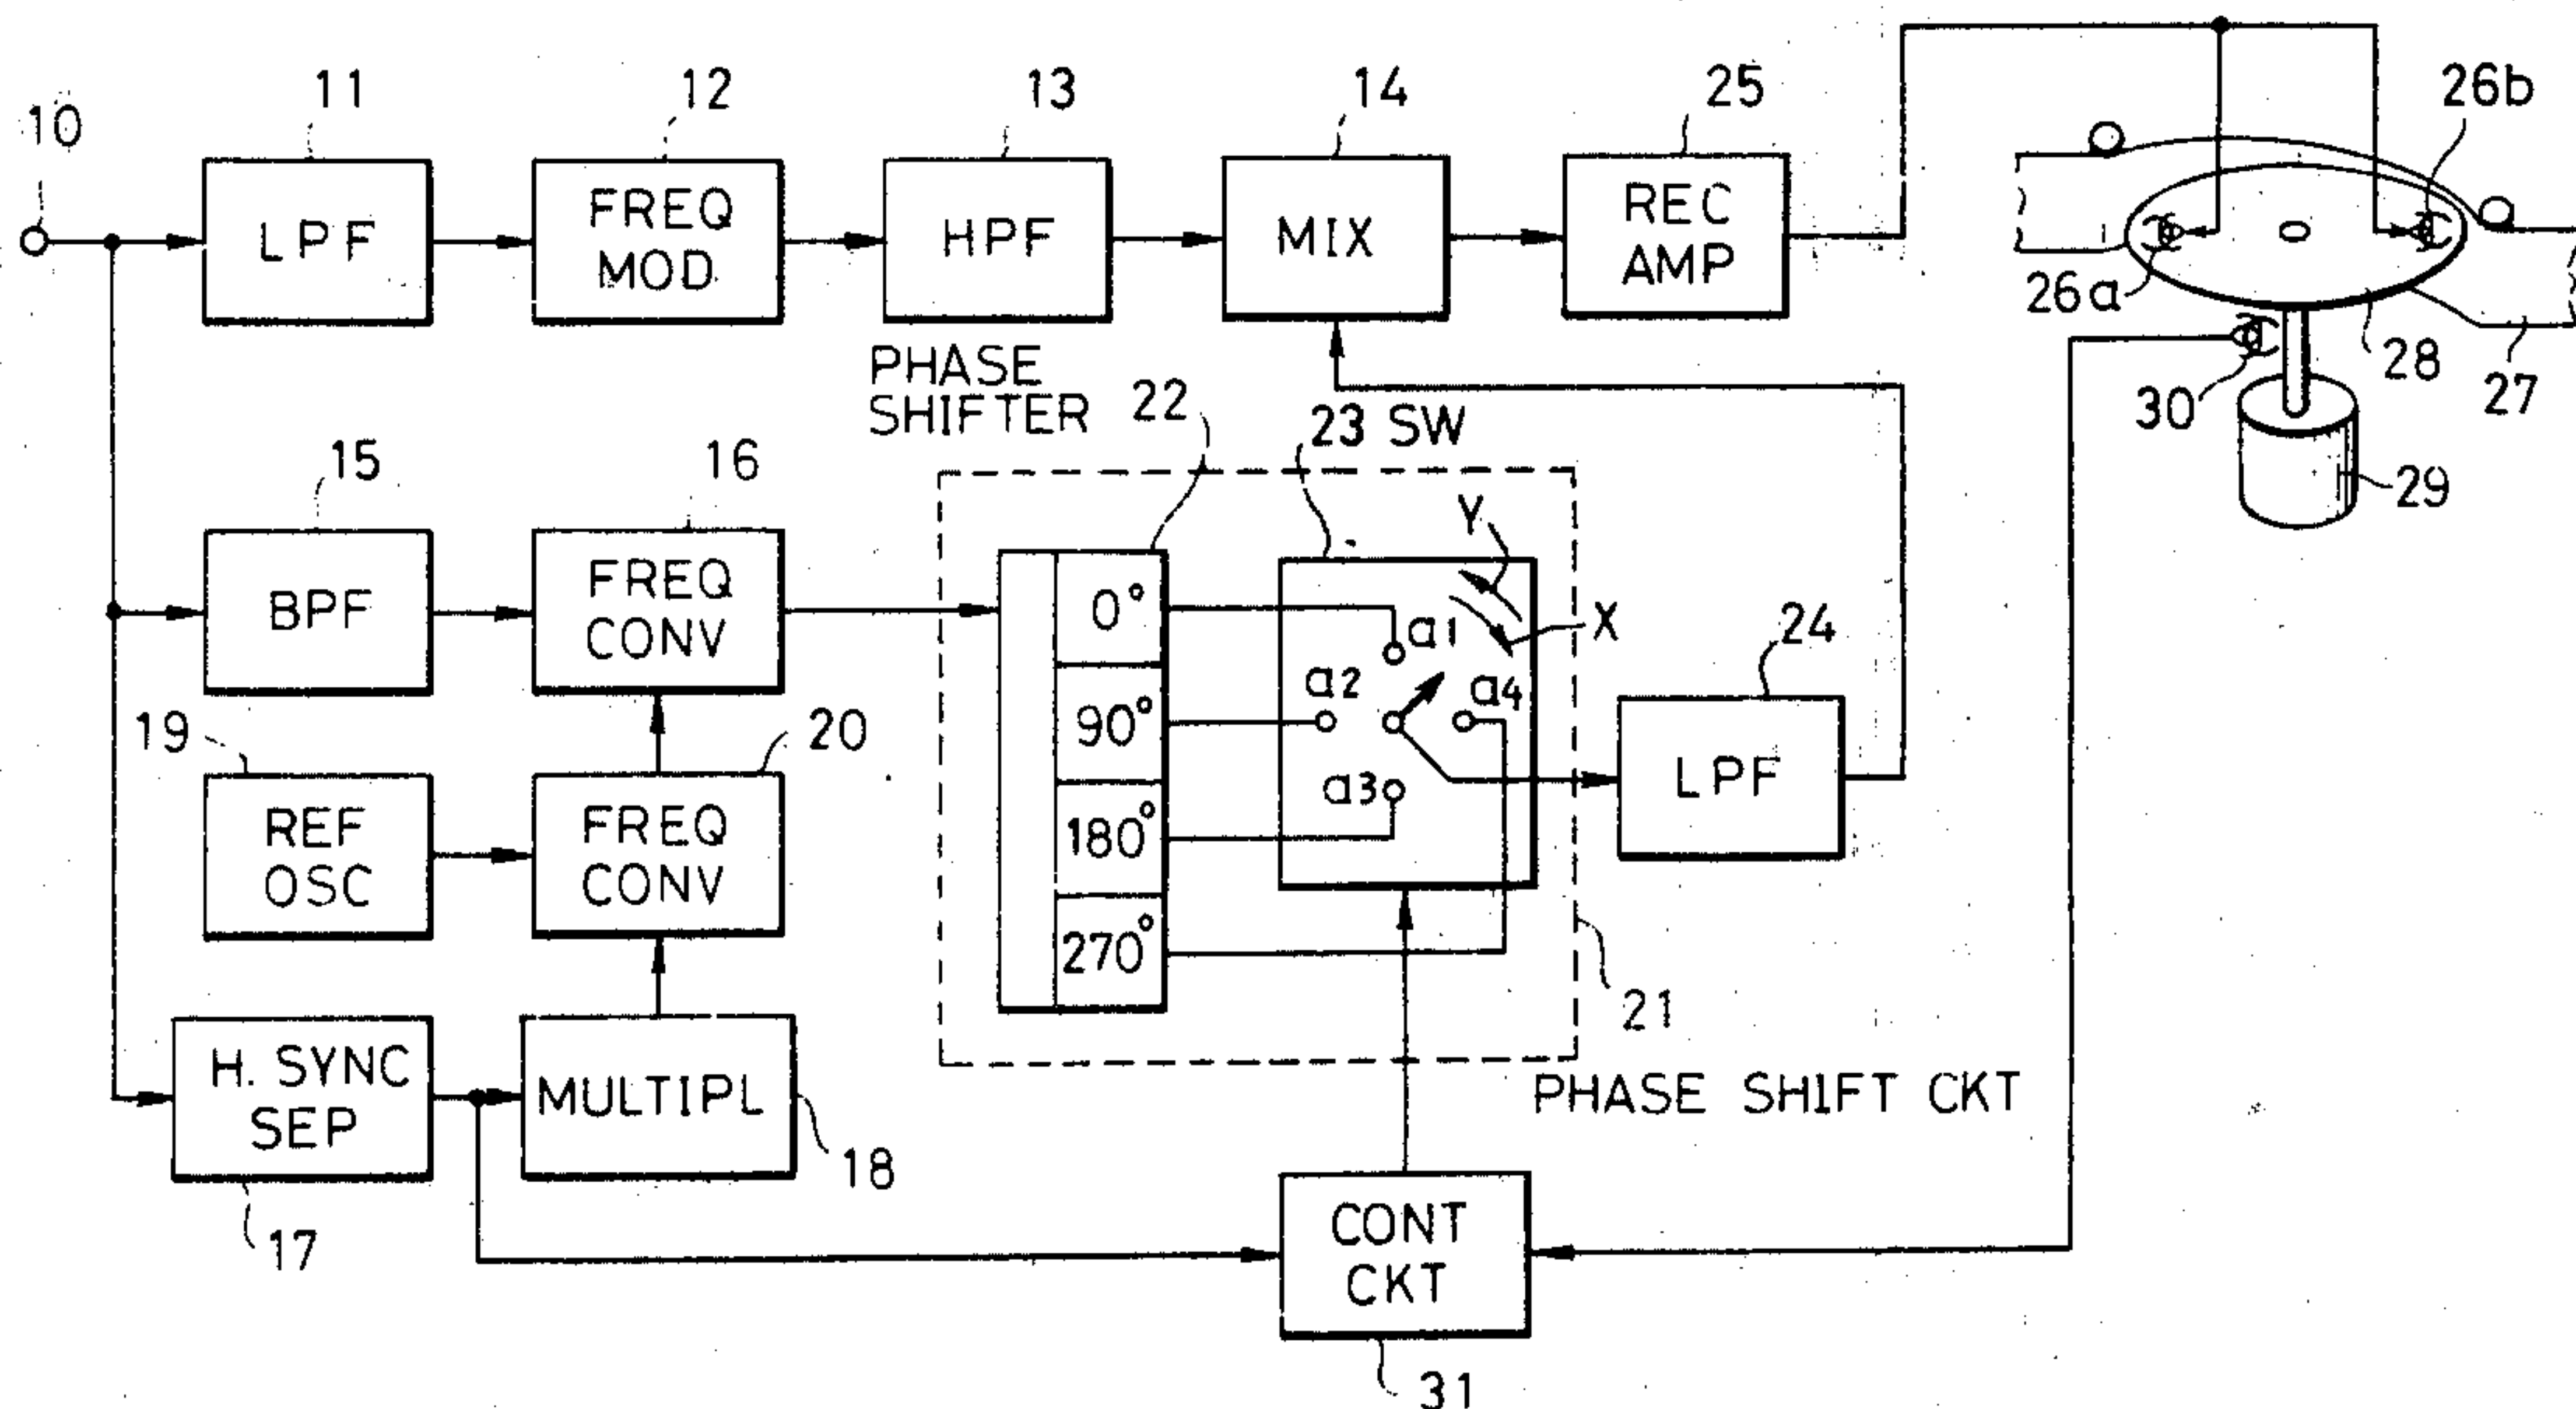 10
11
12
13
14
25
26b
LPF
FREQ
MOD
HPF
MIX
REC
AMP
26a
28
27
30
29
PHASE
SHIFTER
22
23 SW
15
16
BPF
FREQ
CONV
0°
90°
180°
270°
Y
X
a1
a2
a4
a3
24
LPF
19
20
REF
OSC
FREQ
CONV
21
H. SYNC
SEP
MULTIPL
PHASE SHIFT CKT
17
18
CONT
CKT
31